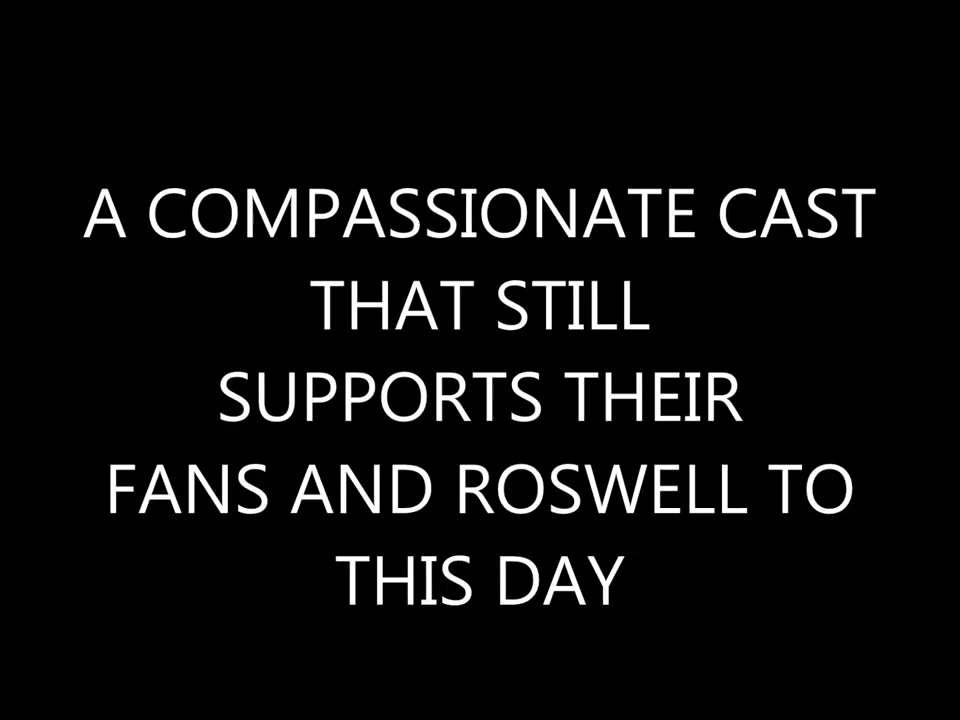 A COMPASSIONATE CAST
THAT STILL
SUPPORTS THEIR
FANS AND ROSWELL TO
THIS DAY